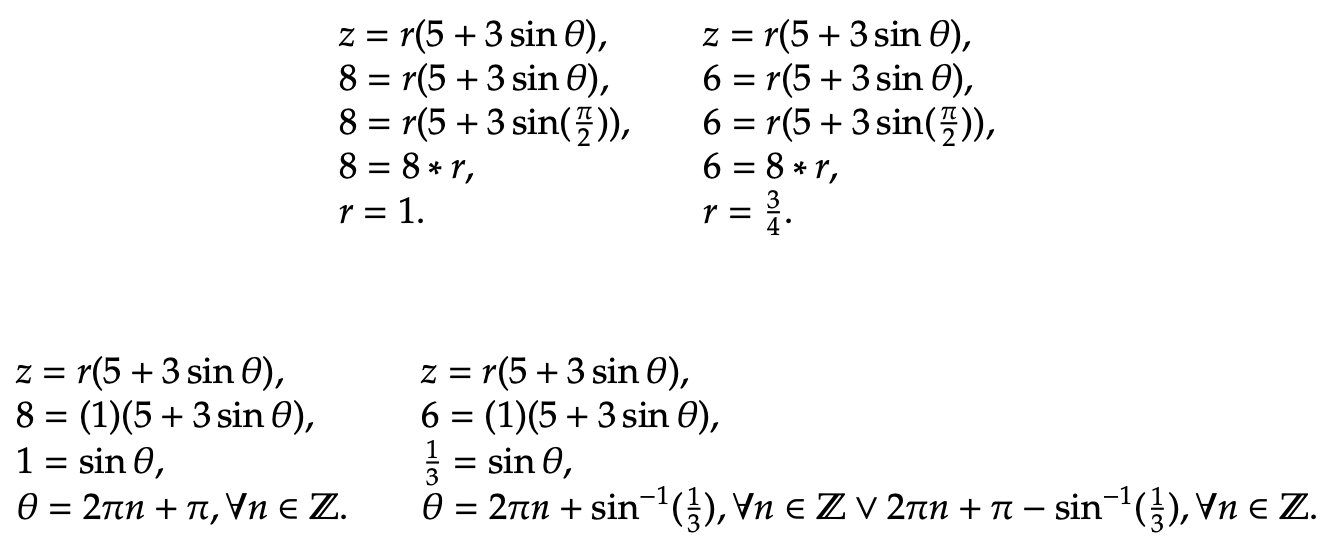 z = r(5 + 3 sin θ),
8 = r(5 + 3 sin θ),
8 = r(5 + 3 sin(π/2)),
8 = 8 * r,
r = 1.
z = r(5 + 3 sin θ),
6 = r(5 + 3 sin θ),
6 = r(5 + 3 sin(π/2)),
6 = 8 * r,
r = 3/4.
z = r(5 + 3 sin θ),
8 = (1)(5 + 3 sin θ),
1 = sin θ,
θ = 2πn + π, ∀n ∈ ℤ.
z = r(5 + 3 sin θ),
6 = (1)(5 + 3 sin θ),
1/3 = sin θ,
θ = 2πn + sin⁻¹(1/3), ∀n ∈ ℤ ∨ 2πn + π − sin⁻¹(1/3), ∀n ∈ ℤ.